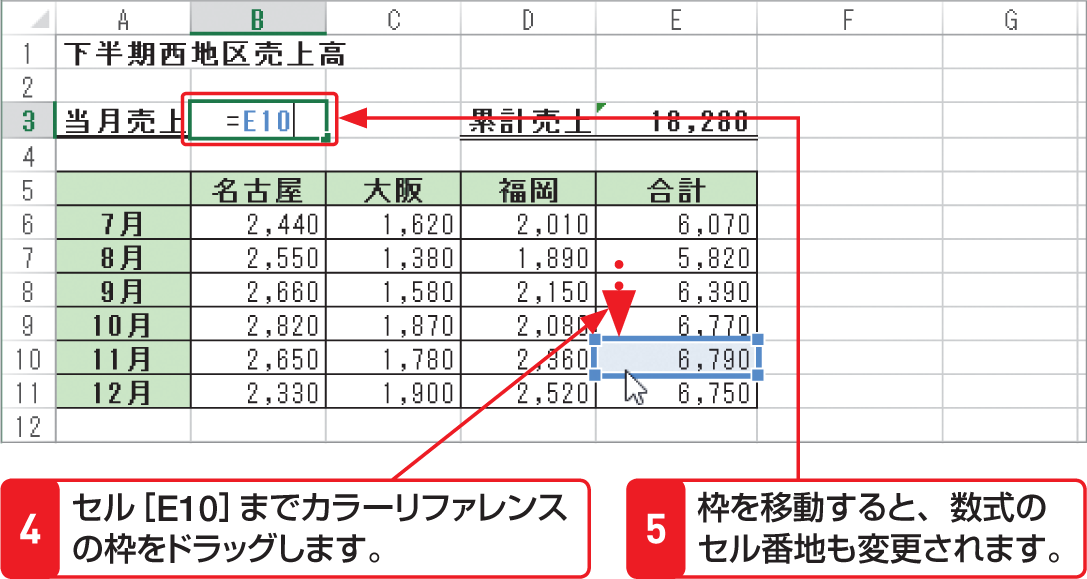 A B C D E F G
1 下半期西地区売上高
2
3 当月売上 =E10 累計売上 18,280
4
5 名古屋 大阪 福岡 合計
6 7月 2,440 1,620 2,010 6,070
7 8月 2,550 1,380 1,890 5,820
8 9月 2,660 1,580 2,150 6,390
9 10月 2,820 1,870 2,080 6,770
10 11月 2,650 1,780 2,360 6,790
11 12月 2,330 1,900 2,520 6,750
12
4 セル［E10］までカラーリファレンス
の枠をドラッグします。
5 枠を移動すると、数式の
セル番地も変更されます。